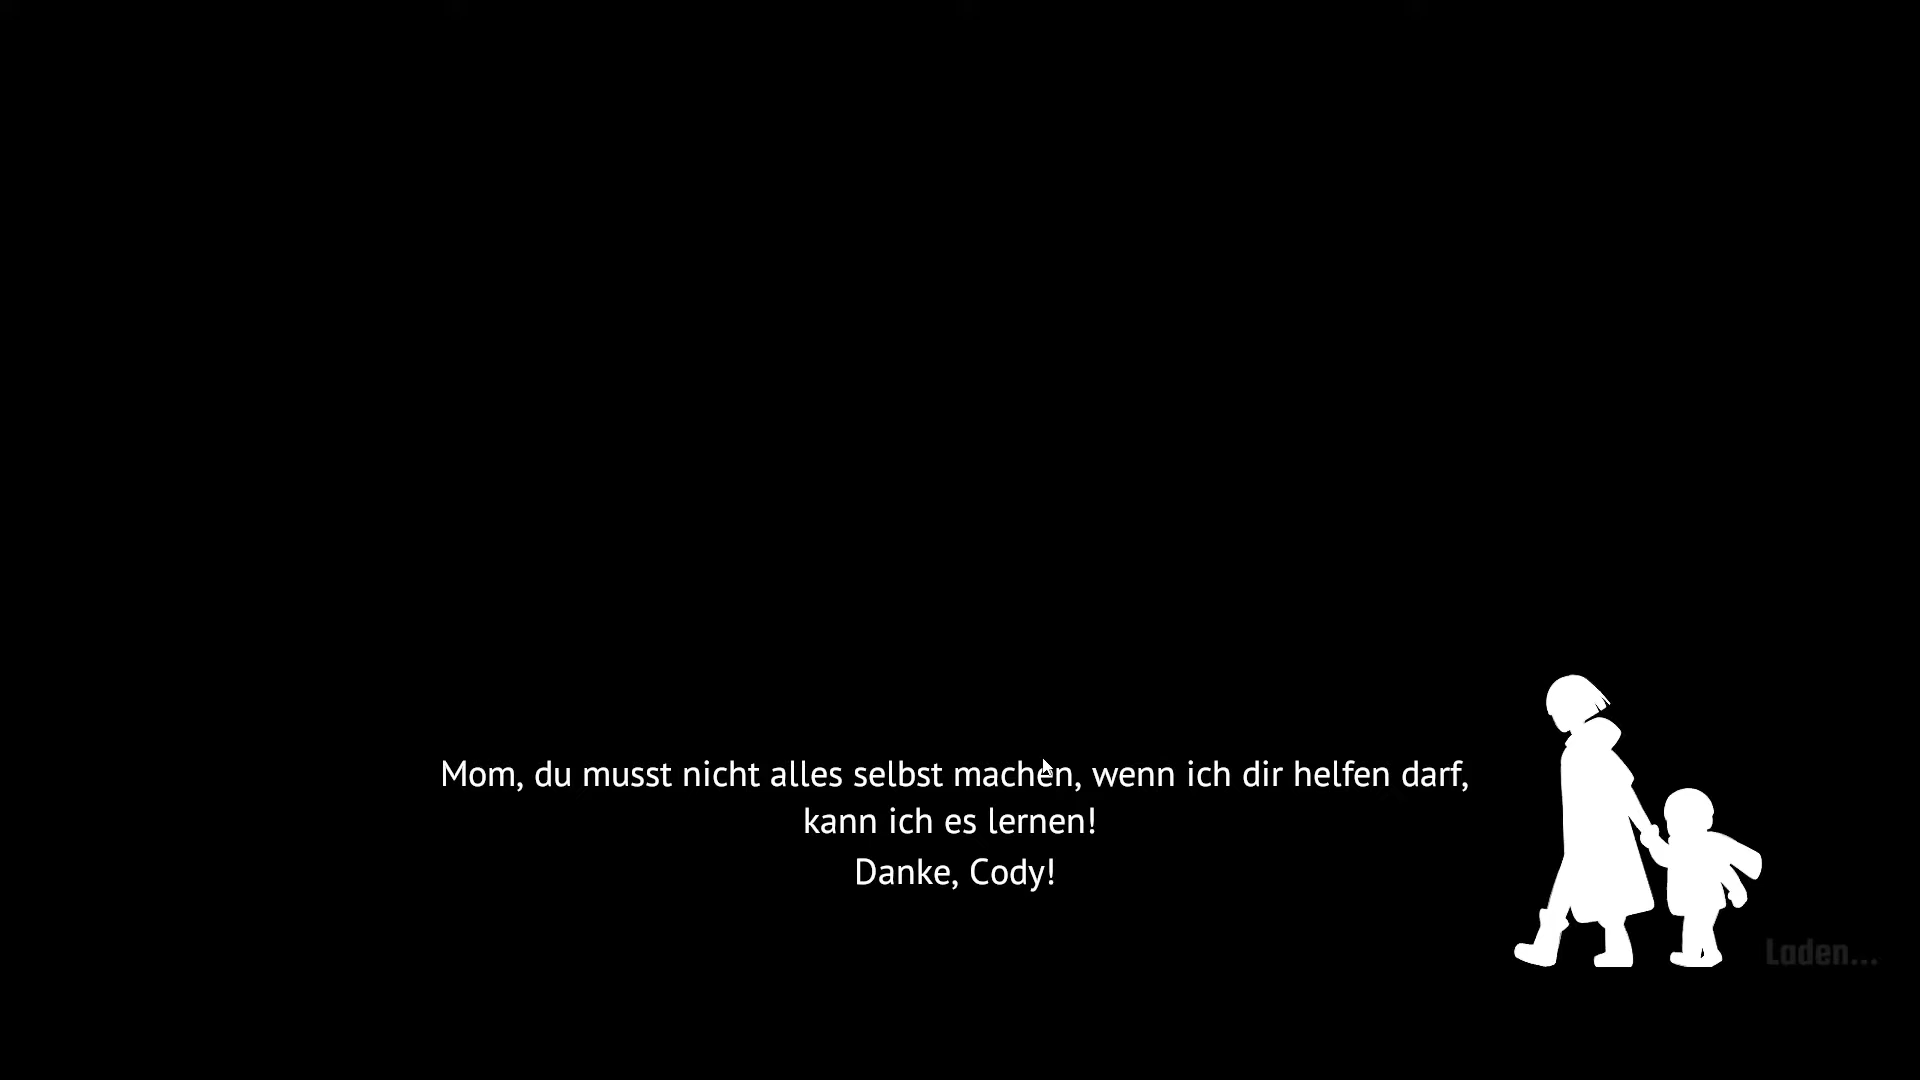 Mom, du musst nicht alles selbst machen, wenn ich dir helfen darf,
kann ich es lernen!
Danke, Cody!
Laden...